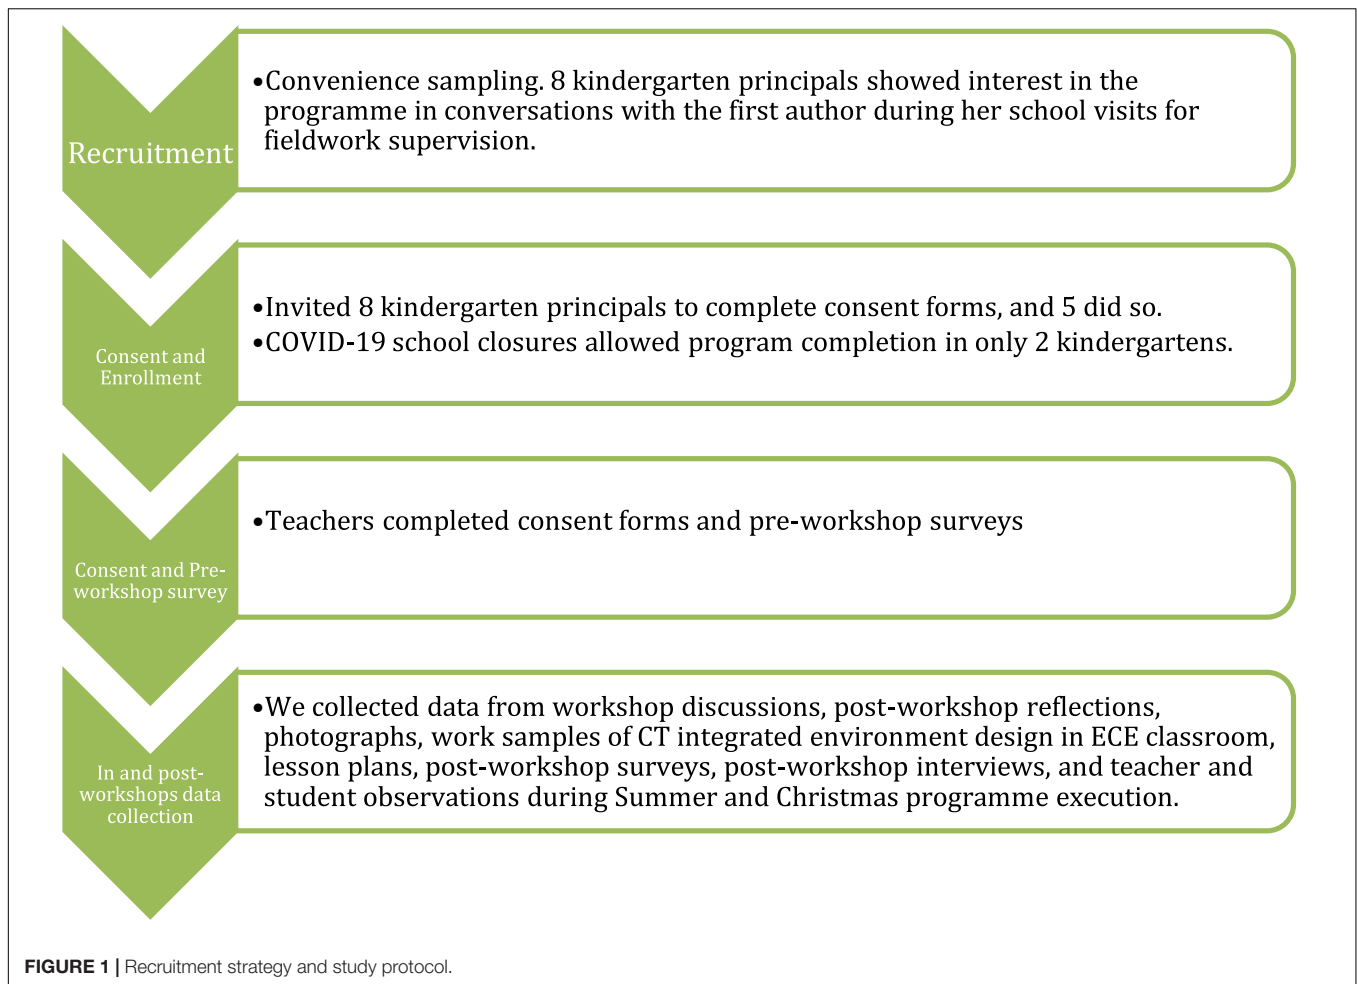 Recruitment
•Convenience sampling. 8 kindergarten principals showed interest in the
programme in conversations with the first author during her school visits for
fieldwork supervision.
Consent and
Enrollment
•Invited 8 kindergarten principals to complete consent forms, and 5 did so.
•COVID-19 school closures allowed program completion in only 2 kindergartens.
Consent and Pre-
workshop survey
•Teachers completed consent forms and pre-workshop surveys
In and post-
workshops data
collection
•We collected data from workshop discussions, post-workshop reflections,
photographs, work samples of CT integrated environment design in ECE classroom,
lesson plans, post-workshop surveys, post-workshop interviews, and teacher and
student observations during Summer and Christmas programme execution.
FIGURE 1 | Recruitment strategy and study protocol.